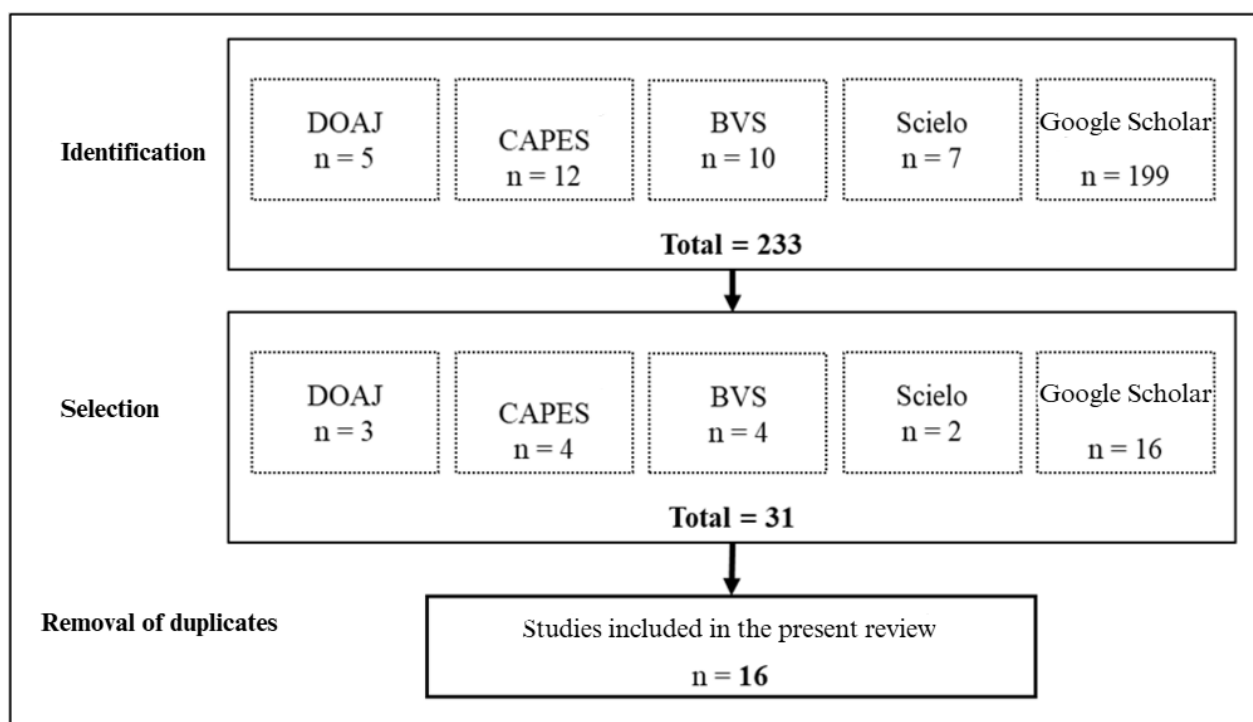 Identification
DOAJ
n = 5
CAPES
n = 12
BVS
n = 10
Scielo
n = 7
Google Scholar
n = 199
Total = 233
Selection
DOAJ
n = 3
CAPES
n = 4
BVS
n = 4
Scielo
n = 2
Google Scholar
n = 16
Total = 31
Removal of duplicates
Studies included in the present review
n = 16